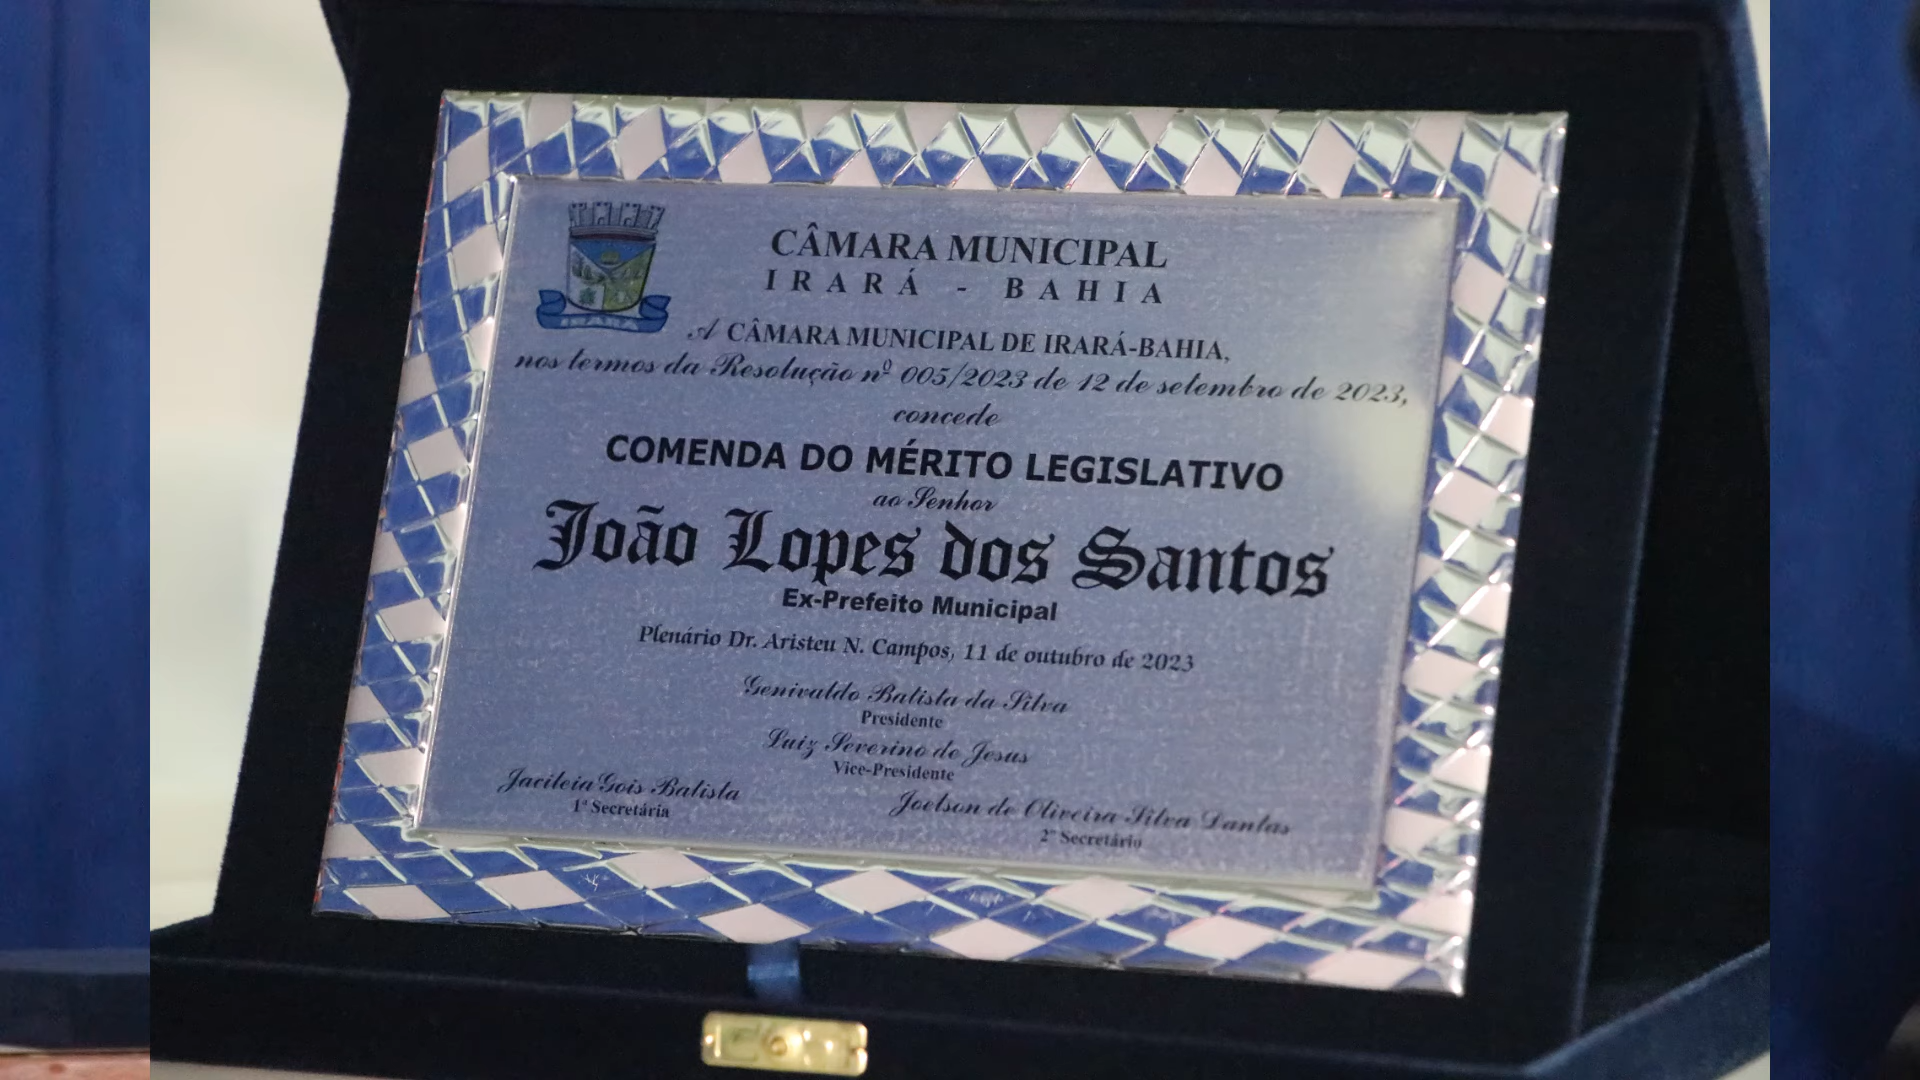 CÂMARA MUNICIPAL
IRARÁ - BAHIA
IRARÁ
A CÂMARA MUNICIPAL DE IRARÁ-BAHIA,
nos termos da Resolução nº 005/2023 de 12 de setembro de 2023,
concede
COMENDA DO MÉRITO LEGISLATIVO
ao Senhor
João Lopes dos Santos
Ex-Prefeito Municipal
Plenário Dr. Aristeu N. Campos, 11 de outubro de 2023
Genivaldo Batista da Silva
Presidente
Luiz Severino de Jesus
Vice-Presidente
Jacileia Gois Batista
1ª Secretária
Joelson de Oliveira Silva Dantas
2º Secretário